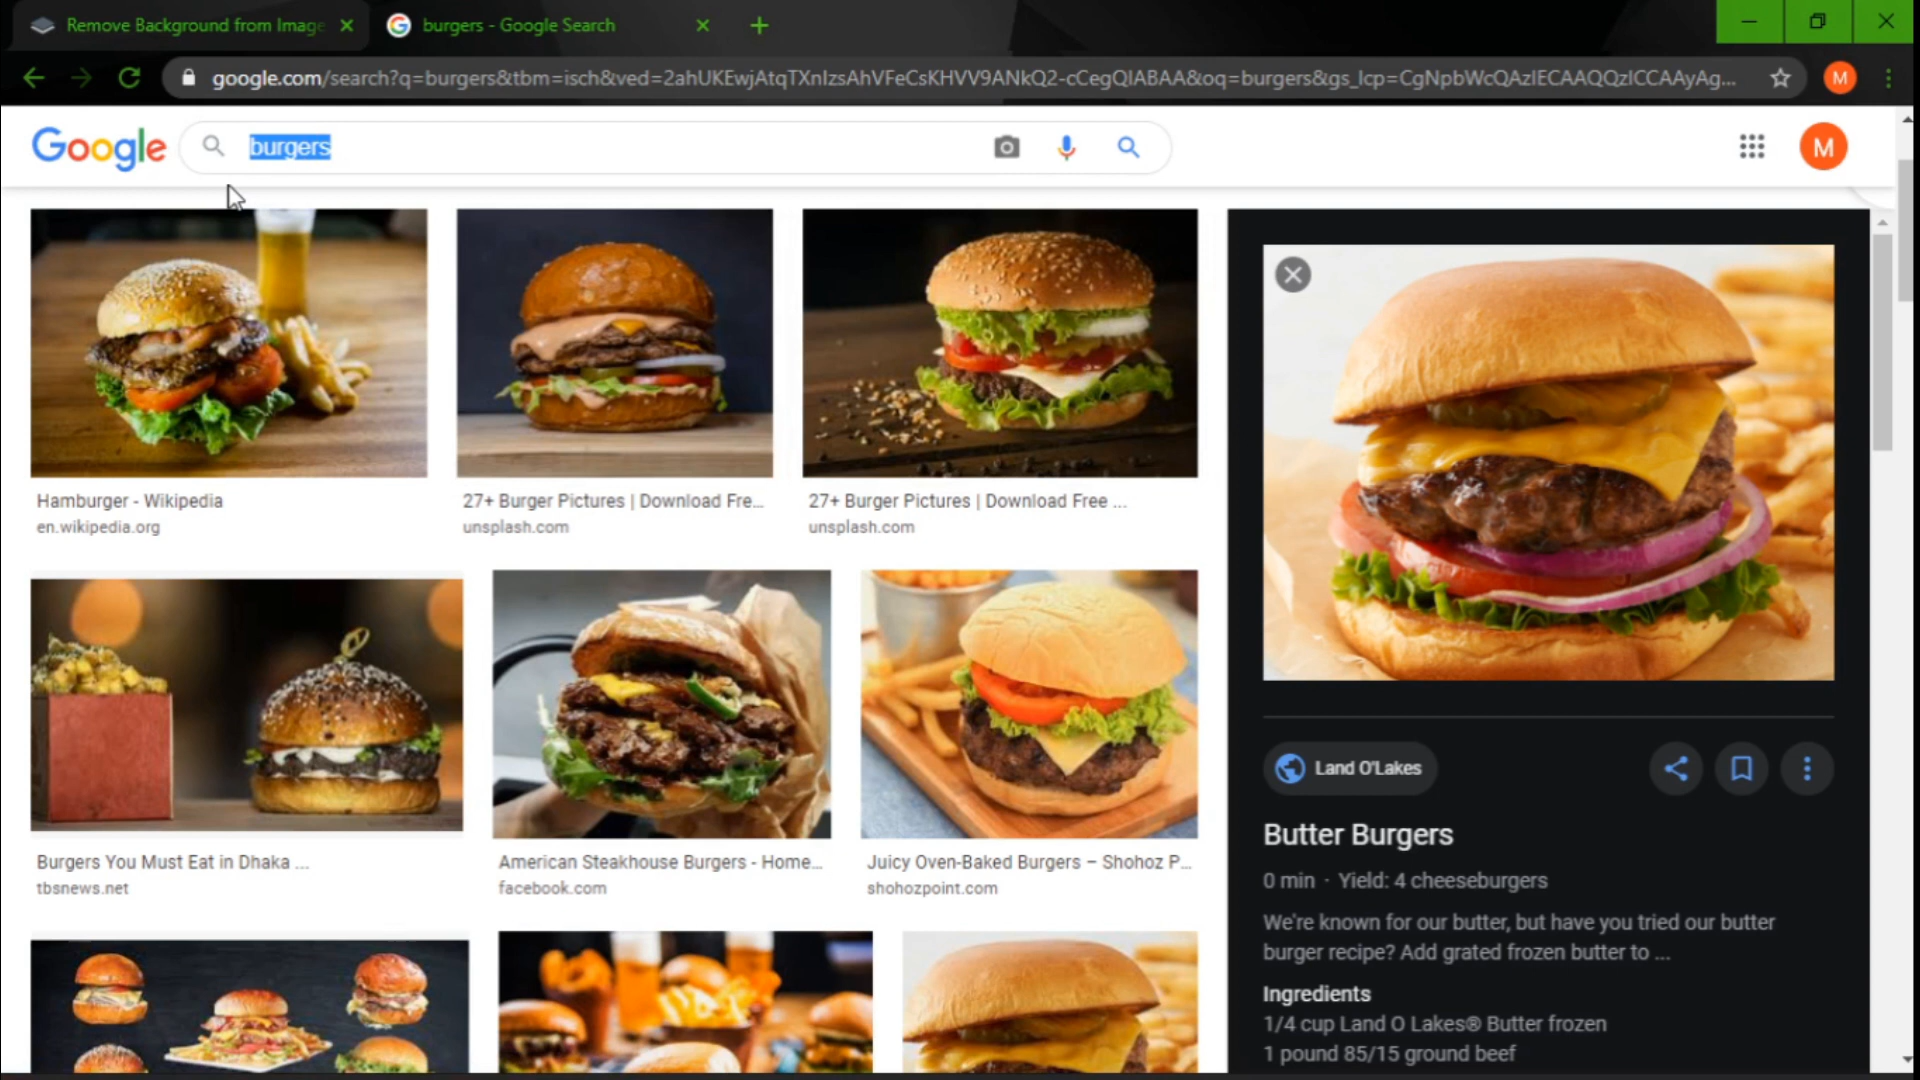 Remove Background from Image
burgers - Google Search
google.com/search?q=burgers&tbm=isch&ved=2ahUKEwjAtqTXnIzsAhVFeCsKHVV9ANkQ2-cCegQIABAA&oq=burgers&gs_lcp=CgNpbWcQAzIECAAQQzICCAAyAg...
M
Google
burgers
M
Hamburger - Wikipedia
en.wikipedia.org
27+ Burger Pictures | Download Fre...
unsplash.com
27+ Burger Pictures | Download Free ...
unsplash.com
Burgers You Must Eat in Dhaka ...
tbsnews.net
American Steakhouse Burgers - Home...
facebook.com
Juicy Oven-Baked Burgers – Shohoz P...
shohozpoint.com
Land O'Lakes
Butter Burgers
0 min · Yield: 4 cheeseburgers
We're known for our butter, but have you tried our butter
burger recipe? Add grated frozen butter to ...
Ingredients
1/4 cup Land O Lakes® Butter frozen
1 pound 85/15 ground beef